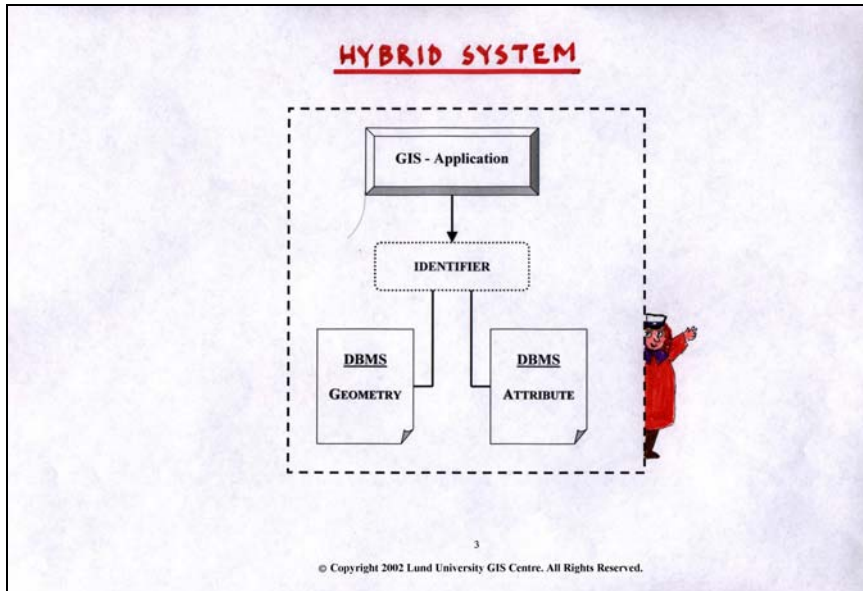 HYBRID SYSTEM
GIS - Application
IDENTIFIER
DBMS
GEOMETRY
DBMS
ATTRIBUTE
3
© Copyright 2002 Lund University GIS Centre. All Rights Reserved.